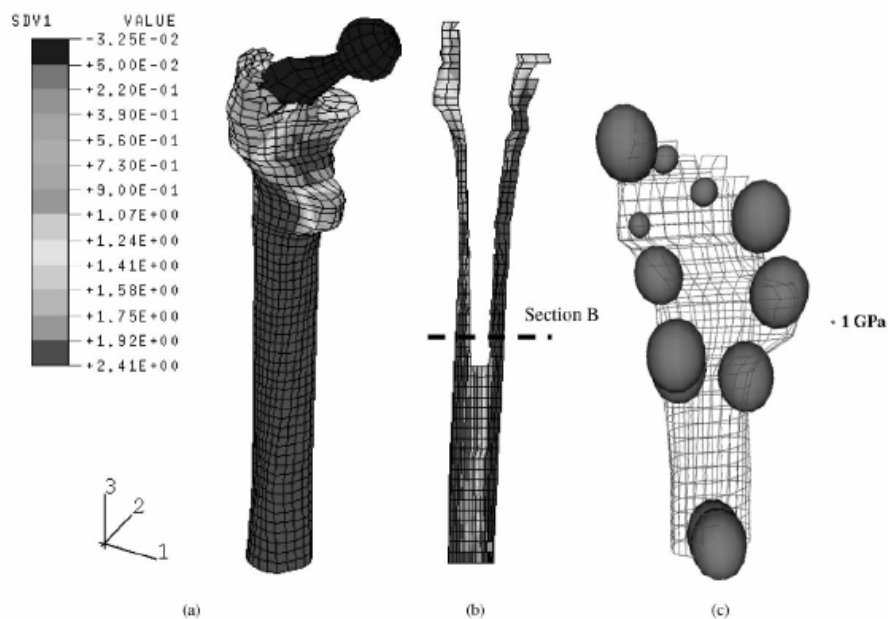 SDV1 VALUE
-3.25E-02
+5.00E-02
+2.20E-01
+3.90E-01
+5.60E-01
+7.30E-01
+9.00E-01
+1.07E+00
+1.24E+00
+1.41E+00
+1.58E+00
+1.75E+00
+1.92E+00
+2.41E+00
Section B
1 GPa
3
2
1
(a) (b) (c)